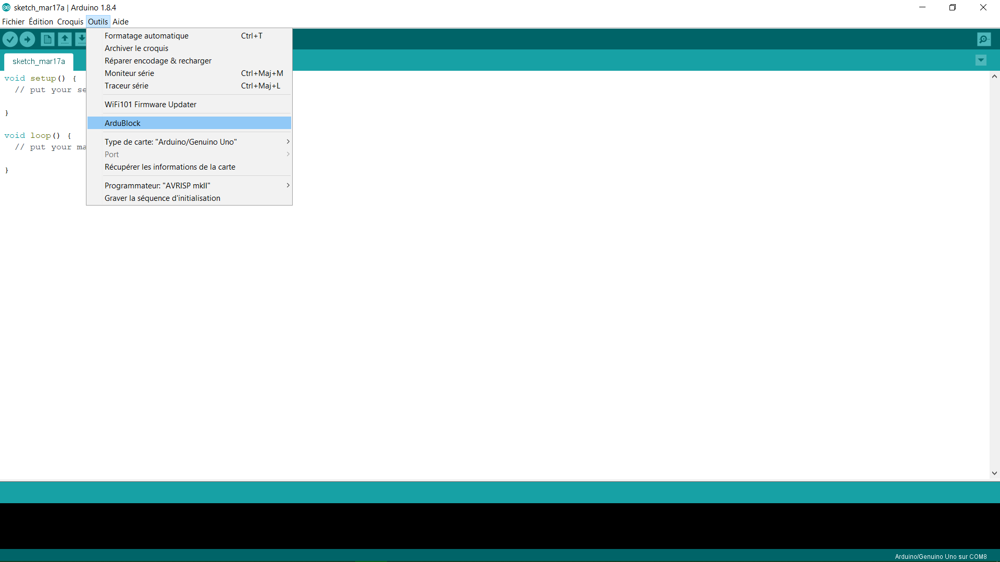 sketch_mar17a | Arduino 1.8.4
Fichier Édition Croquis Outils Aide
Formatage automatique Ctrl+T
Archiver le croquis
Réparer encodage & recharger
Moniteur série Ctrl+Maj+M
Traceur série Ctrl+Maj+L
WiFi101 Firmware Updater
ArduBlock
Type de carte: "Arduino/Genuino Uno"
Port
Récupérer les informations de la carte
Programmateur: "AVRISP mkII"
Graver la séquence d'initialisation
sketch_mar17a
void setup() {
// put your se
}
void loop() {
// put your ma
}
Arduino/Genuino Uno sur COM8